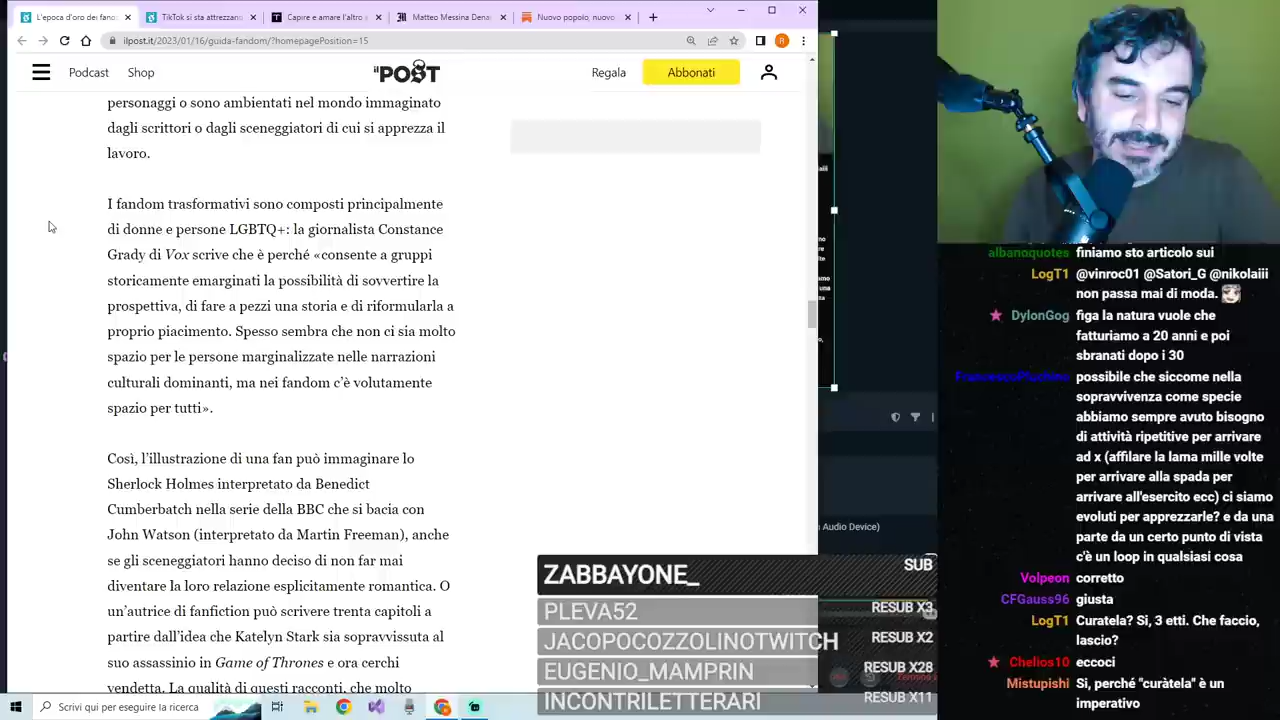 L'epoca d'oro dei fan
TikTok si sta attrezzan
Capire e amare l'altro
Matteo Messina Dena
Nuovo popolo, nuovo
ilpost.it/2023/01/16/guida-fandom/?homepagePosition=15
R
Podcast
Shop
IL POST
Regala
Abbonati
personaggi o sono ambientati nel mondo immaginato
dagli scrittori o dagli sceneggiatori di cui si apprezza il
lavoro.
I fandom trasformativi sono composti principalmente
di donne e persone LGBTQ+: la giornalista Constance
Grady di Vox scrive che è perché «consente a gruppi
storicamente emarginati la possibilità di sovvertire la
prospettiva, di fare a pezzi una storia e di riformularla a
proprio piacimento. Spesso sembra che non ci sia molto
spazio per le persone marginalizzate nelle narrazioni
culturali dominanti, ma nei fandom c'è volutamente
spazio per tutti».
Così, l'illustrazione di una fan può immaginare lo
Sherlock Holmes interpretato da Benedict
Cumberbatch nella serie della BBC che si bacia con
John Watson (interpretato da Martin Freeman), anche
se gli sceneggiatori hanno deciso di non far mai
diventare la loro relazione esplicitamente romantica. O
un'autrice di fanfiction può scrivere trenta capitoli a
partire dall'idea che Katelyn Stark sia sopravvissuta al
suo assassinio in Game of Thrones e ora cerchi
vendetta. La qualità di questi racconti, che molto
Scrivi qui per eseguire la ri
Audio Device)
ZABBAYONE_ SUB
PLEVA52 RESUB X3
JACOPOCOZZOLINOTWITCH RESUB X2
EUGENIO_MAMPRIN RESUB X28
INCONTRILETTERARI RESUB X11
albanoquotes finiamo sto articolo sui
LogT1 @vinroc01 @Satori_G @nikolaiii
non passa mai di moda.
DylonGog figa la natura vuole che
fatturiamo a 20 anni e poi
sbranati dopo i 30
possibile che siccome nella
sopravvivenza come specie
abbiamo sempre avuto bisogno
di attività ripetitive per arrivare
ad x (affilare la lama mille volte
per arrivare alla spada per
arrivare all'esercito ecc) ci siamo
evoluti per apprezzarle? e da una
parte da un certo punto di vista
c'è un loop in qualsiasi cosa
Volpeon corretto
CFGauss96 giusta
LogT1 Curatela? Si, 3 etti. Che faccio,
lascio?
Chelios10 eccoci
Mistupishi Si, perché "curàtela" è un
imperativo